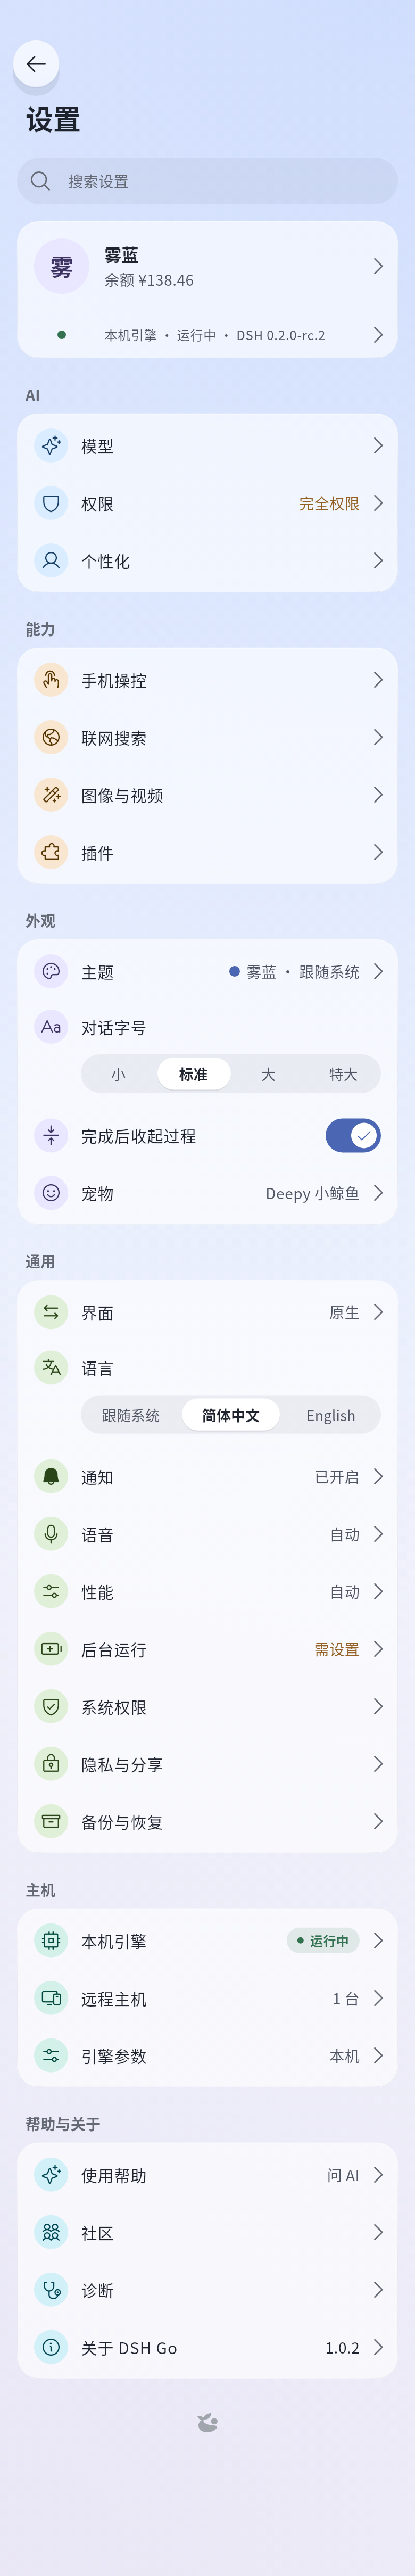 设置
搜索设置
雾
雾蓝
余额 ¥138.46
本机引擎 · 运行中 · DSH 0.2.0-rc.2
AI
模型
权限 完全权限
个性化
能力
手机操控
联网搜索
图像与视频
插件
外观
主题 雾蓝 · 跟随系统
Aa 对话字号
小 标准 大 特大
完成后收起过程
宠物 Deepy 小鲸鱼
通用
界面 原生
语言
跟随系统 简体中文 English
通知 已开启
语音 自动
性能 自动
后台运行 需设置
系统权限
隐私与分享
备份与恢复
主机
本机引擎 运行中
远程主机 1 台
引擎参数 本机
帮助与关于
使用帮助 问 AI
社区
诊断
关于 DSH Go 1.0.2